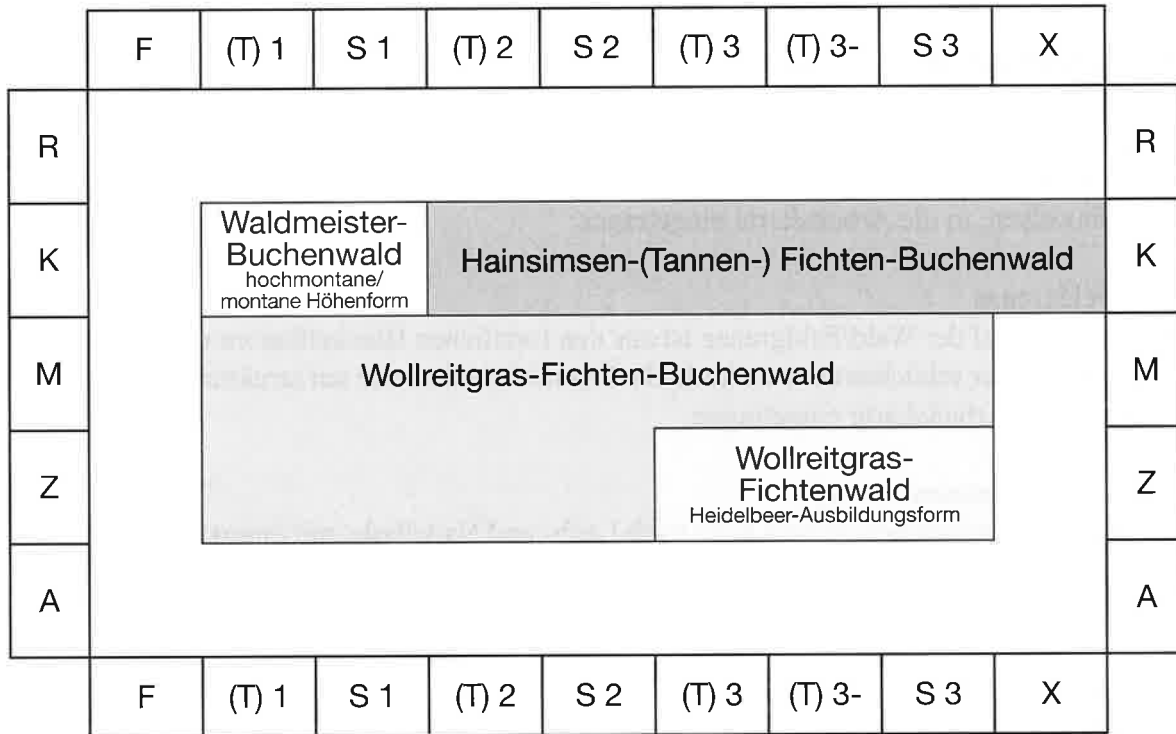 F (T) 1 S 1 (T) 2 S 2 (T) 3 (T) 3- S 3 X
R R
Waldmeister-
Buchenwald
hochmontane/
montane Höhenform
K Hainsimsen-(Tannen-) Fichten-Buchenwald K
M Wollreitgras-Fichten-Buchenwald M
Wollreitgras-
Z Fichtenwald Z
Heidelbeer-Ausbildungsform
A A
F (T) 1 S 1 (T) 2 S 2 (T) 3 (T) 3- S 3 X